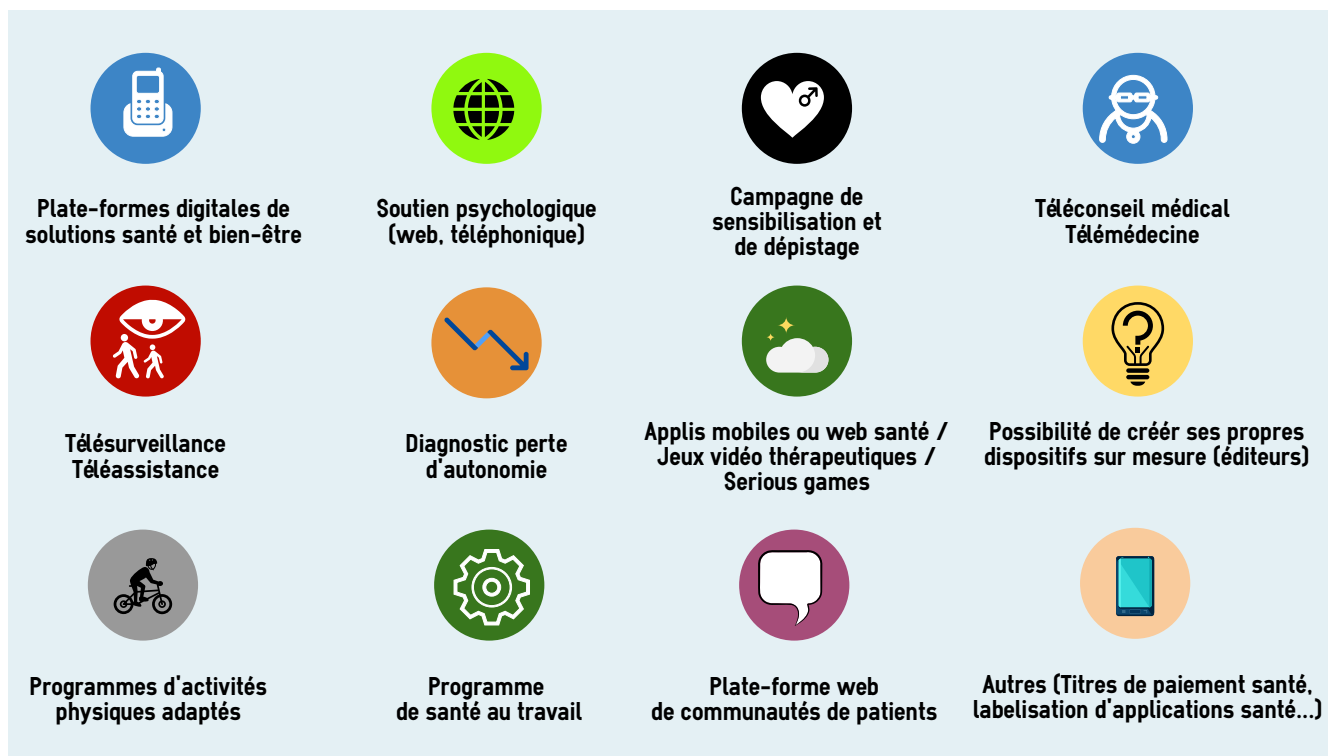 Plate-formes digitales de
solutions santé et bien-être
Soutien psychologique
(web, téléphonique)
Campagne de
sensibilisation et
de dépistage
Téléconseil médical
Télémédecine
Télésurveillance
Téléassistance
Diagnostic perte
d'autonomie
Applis mobiles ou web santé /
Jeux vidéo thérapeutiques /
Serious games
Possibilité de créér ses propres
dispositifs sur mesure (éditeurs)
Programmes d'activités
physiques adaptés
Programme
de santé au travail
Plate-forme web
de communautés de patients
Autres (Titres de paiement santé,
labelisation d'applications santé...)